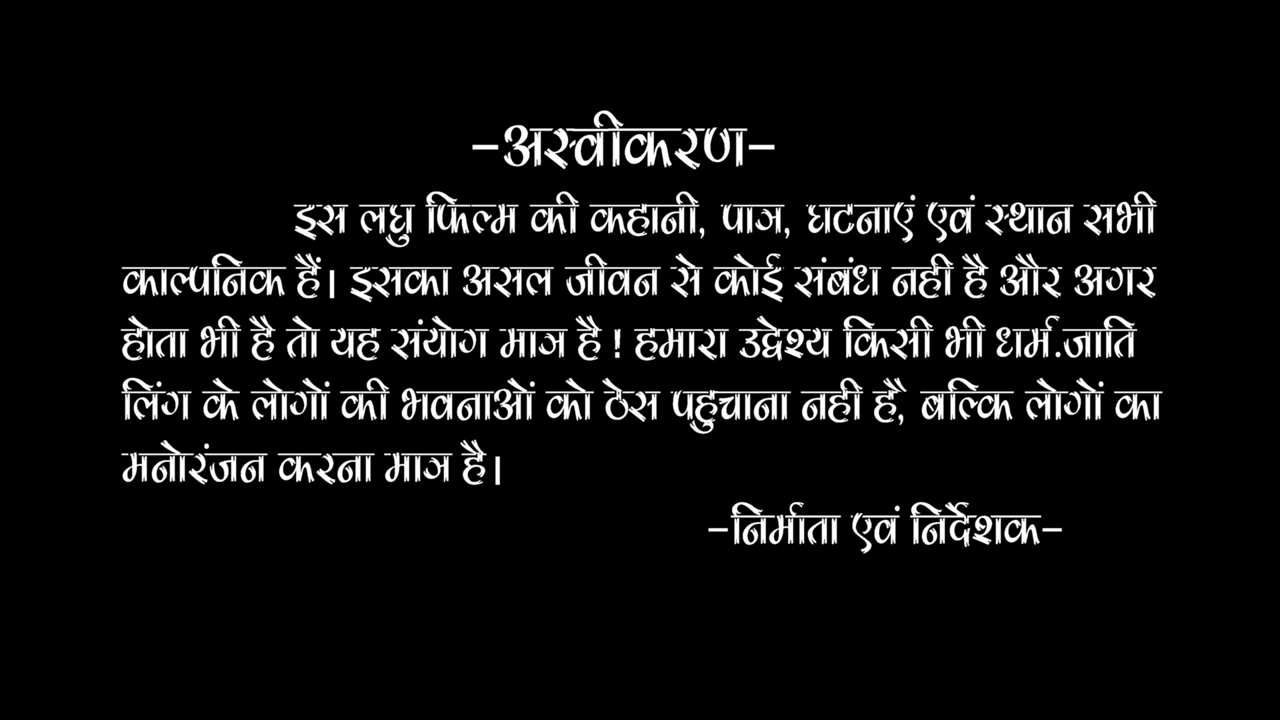 -अस्वीकरण-
इस लघु फिल्म की कहानी, पात्र, घटनाएं एवं स्थान सभी
काल्पनिक हैं। इसका असल जीवन से कोई संबंध नही है और अगर
होता भी है तो यह संयोग मात्र है ! हमारा उद्देश्य किसी भी धर्म.जाति
लिंग के लोगों की भवनाओं को ठेस पहुचाना नही है, बल्कि लोगों का
मनोरंजन करना मात्र है।
-निर्माता एवं निर्देशक-